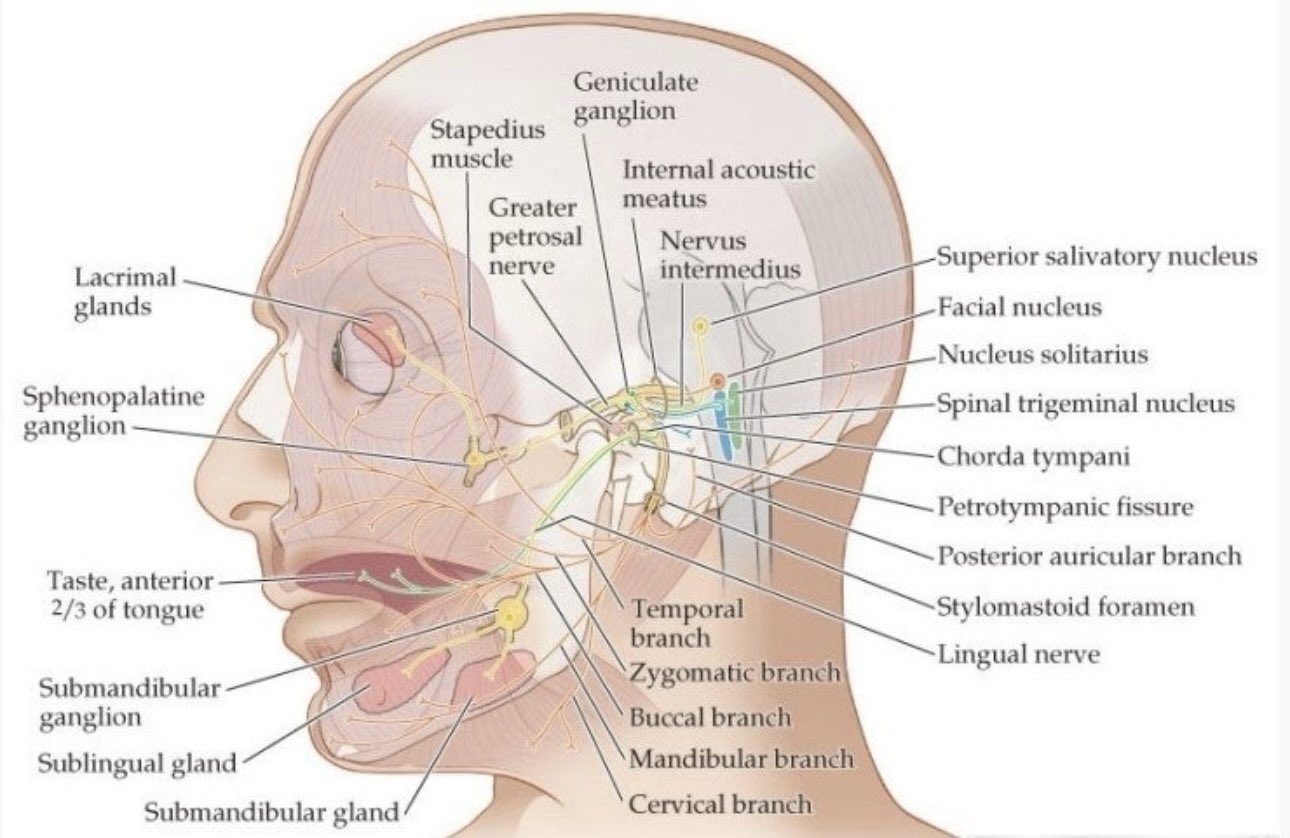 Geniculate
ganglion
Stapedius
muscle
Internal acoustic
meatus
Greater
petrosal
nerve
Nervus
intermedius
Lacrimal
glands
Sphenopalatine
ganglion
Taste, anterior
2/3 of tongue
Submandibular
ganglion
Sublingual gland
Submandibular gland
Superior salivatory nucleus
Facial nucleus
Nucleus solitarius
Spinal trigeminal nucleus
Chorda tympani
Petrotympanic fissure
Posterior auricular branch
Stylomastoid foramen
Lingual nerve
Temporal
branch
Zygomatic branch
Buccal branch
Mandibular branch
Cervical branch